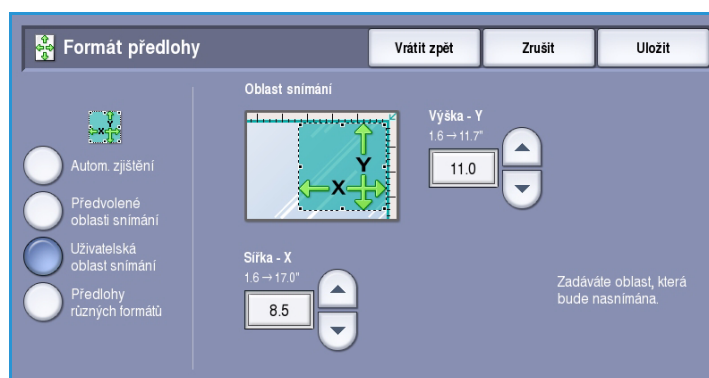 Formát předlohy
Vrátit zpět
Zrušit
Uložit
Autom. zjištění
Předvolené
oblasti snímání
Uživatelská
oblast snímání
Předlohy
různých formátů
Oblast snímání
Y
X
Y
X
Výška - Y
1.6→11.7"
11.0
Sířka - X
1.6→17.0"
8.5
Zadáváte oblast, která
bude nasnímána.